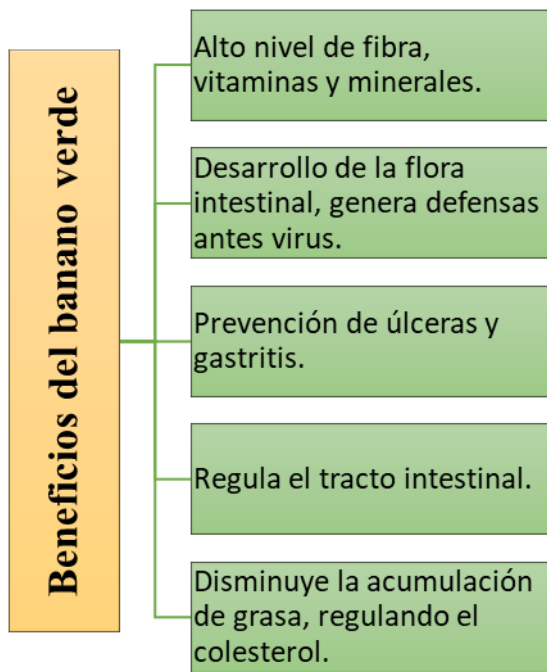 Beneficios del banano verde
Alto nivel de fibra,
vitaminas y minerales.
Desarrollo de la flora
intestinal, genera defensas
antes virus.
Prevención de úlceras y
gastritis.
Regula el tracto intestinal.
Disminuye la acumulación
de grasa, regulando el
colesterol.